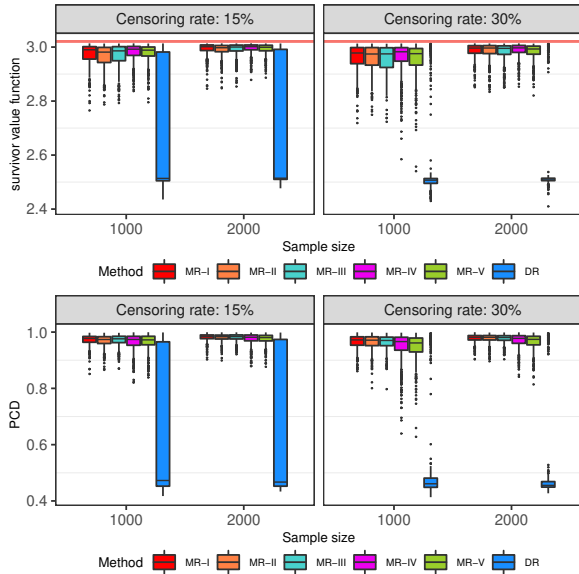 Censoring rate: 15% Censoring rate: 30%
survivor value function
3.0
2.8
2.6
2.4
1000 2000 1000 2000
Sample size
Method MR-I MR-II MR-III MR-IV MR-V DR
Censoring rate: 15% Censoring rate: 30%
PCD
1.0
0.8
0.6
0.4
1000 2000 1000 2000
Sample size
Method MR-I MR-II MR-III MR-IV MR-V DR